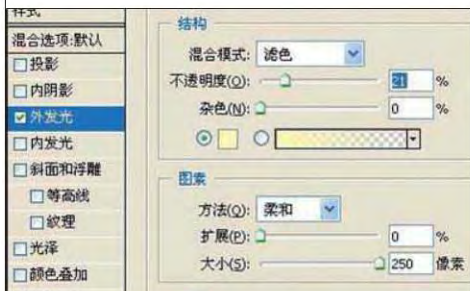 样式
混合选项:默认
投影
内阴影
外发光
内发光
斜面和浮雕
等高线
纹理
光泽
颜色叠加
结构
混合模式: 滤色
不透明度(O): 21 %
杂色(N): 0 %
图素
方法(Q): 柔和
扩展(P): 0 %
大小(S): 250 像素